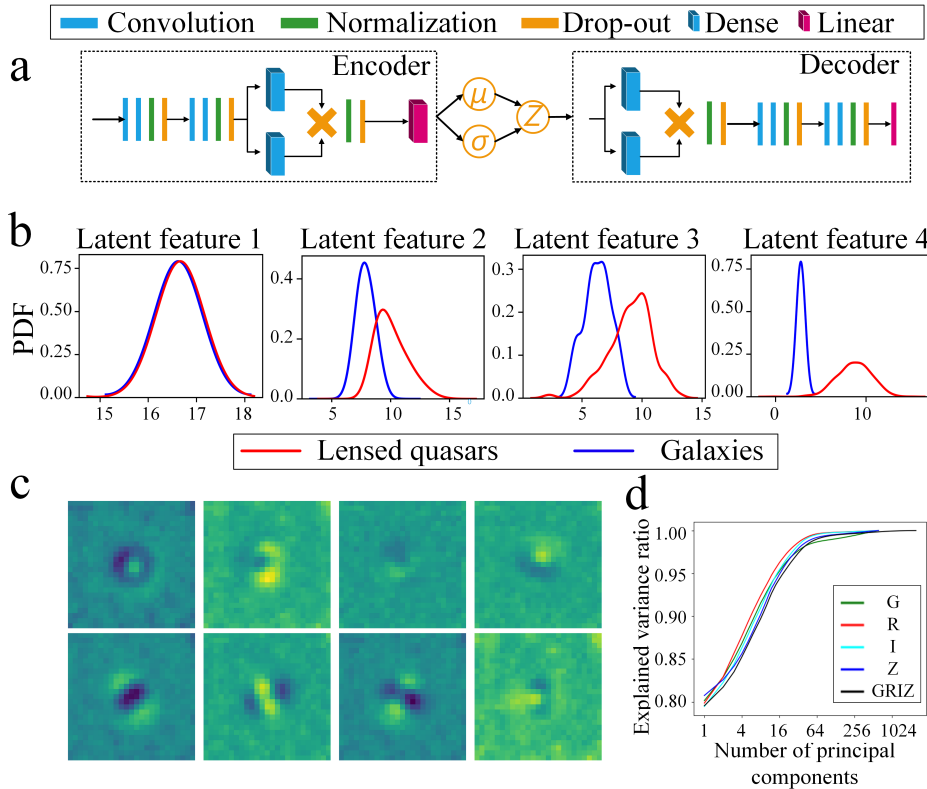 Convolution Normalization Drop-out Dense Linear
a
Encoder
Decoder
μ
σ
Z
b
Latent feature 1 Latent feature 2 Latent feature 3 Latent feature 4
PDF
0.75
0.50
0.25
0.00
15 16 17 18
0.4
0.2
0.0
5 10 15
0.3
0.2
0.1
0.0
5 10 15
0.75
0.50
0.25
0.00
0 10
Lensed quasars Galaxies
c
d
Explained variance ratio
1.00
0.95
0.90
0.85
0.80
G
R
I
Z
GRIZ
1 4 16 64 256 1024
Number of principal
components